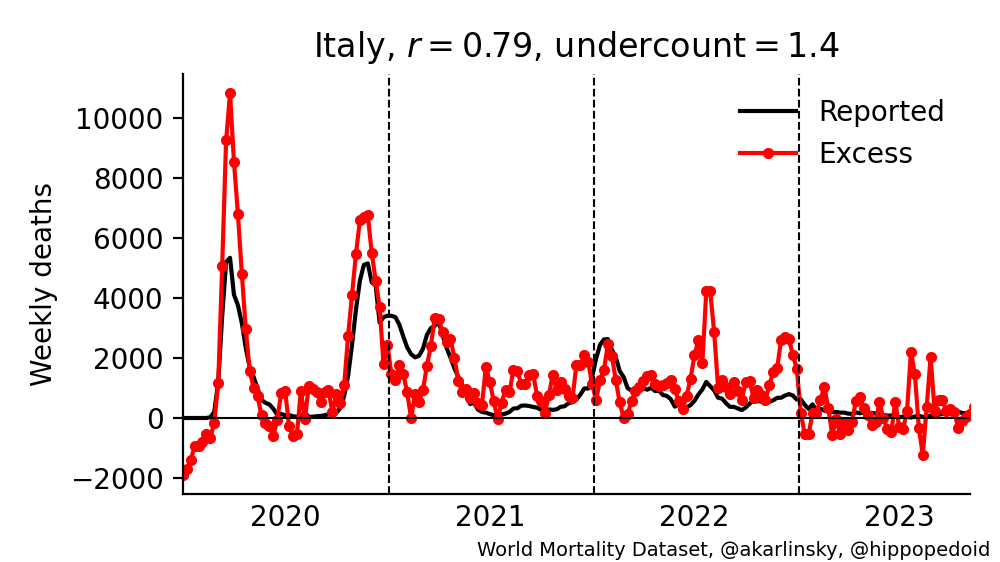 Italy, r = 0.79, undercount = 1.4
Reported
Excess
Weekly deaths
10000
8000
6000
4000
2000
0
−2000
2020 2021 2022 2023
World Mortality Dataset, @akarlinsky, @hippopedoid